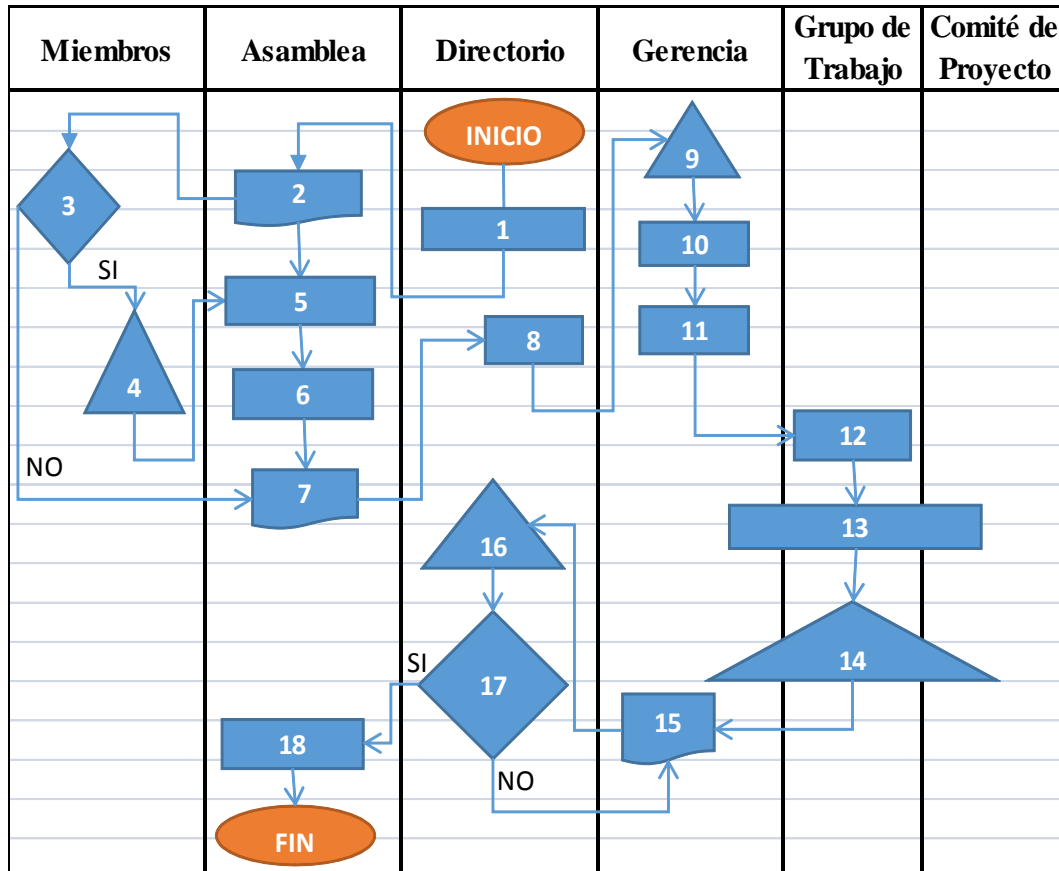 Miembros
Asamblea
Directorio
Gerencia
Grupo de
Trabajo
Comité de
Proyecto
INICIO
9
3
2
1
10
SI
5
11
8
4
6
12
NO
7
13
16
14
SI
17
15
18
NO
FIN